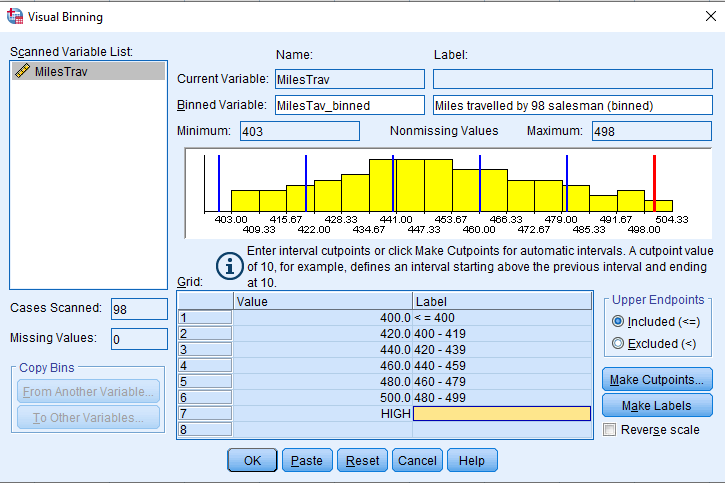 Visual Binning
Scanned Variable List:
MilesTrav
Cases Scanned: 98
Missing Values: 0
Copy Bins
From Another Variable...
To Other Variables...
Name: Label:
Current Variable: MilesTrav
Binned Variable: MilesTav_binned Miles travelled by 98 salesman (binned)
Minimum: 403 Nonmissing Values Maximum: 498
403.00 415.67 428.33 441.00 453.67 466.33 479.00 491.67 504.33
409.33 422.00 434.67 447.33 460.00 472.67 485.33 498.00
Enter interval cutpoints or click Make Cutpoints for automatic intervals. A cutpoint value
of 10, for example, defines an interval starting above the previous interval and ending
at 10.
Grid:
Value Label
1 400.0 < = 400
2 420.0 400 - 419
3 440.0 420 - 439
4 460.0 440 - 459
5 480.0 460 - 479
6 500.0 480 - 499
7 HIGH
8
Upper Endpoints
Included (<=)
Excluded (<)
Make Cutpoints...
Make Labels
Reverse scale
OK Paste Reset Cancel Help